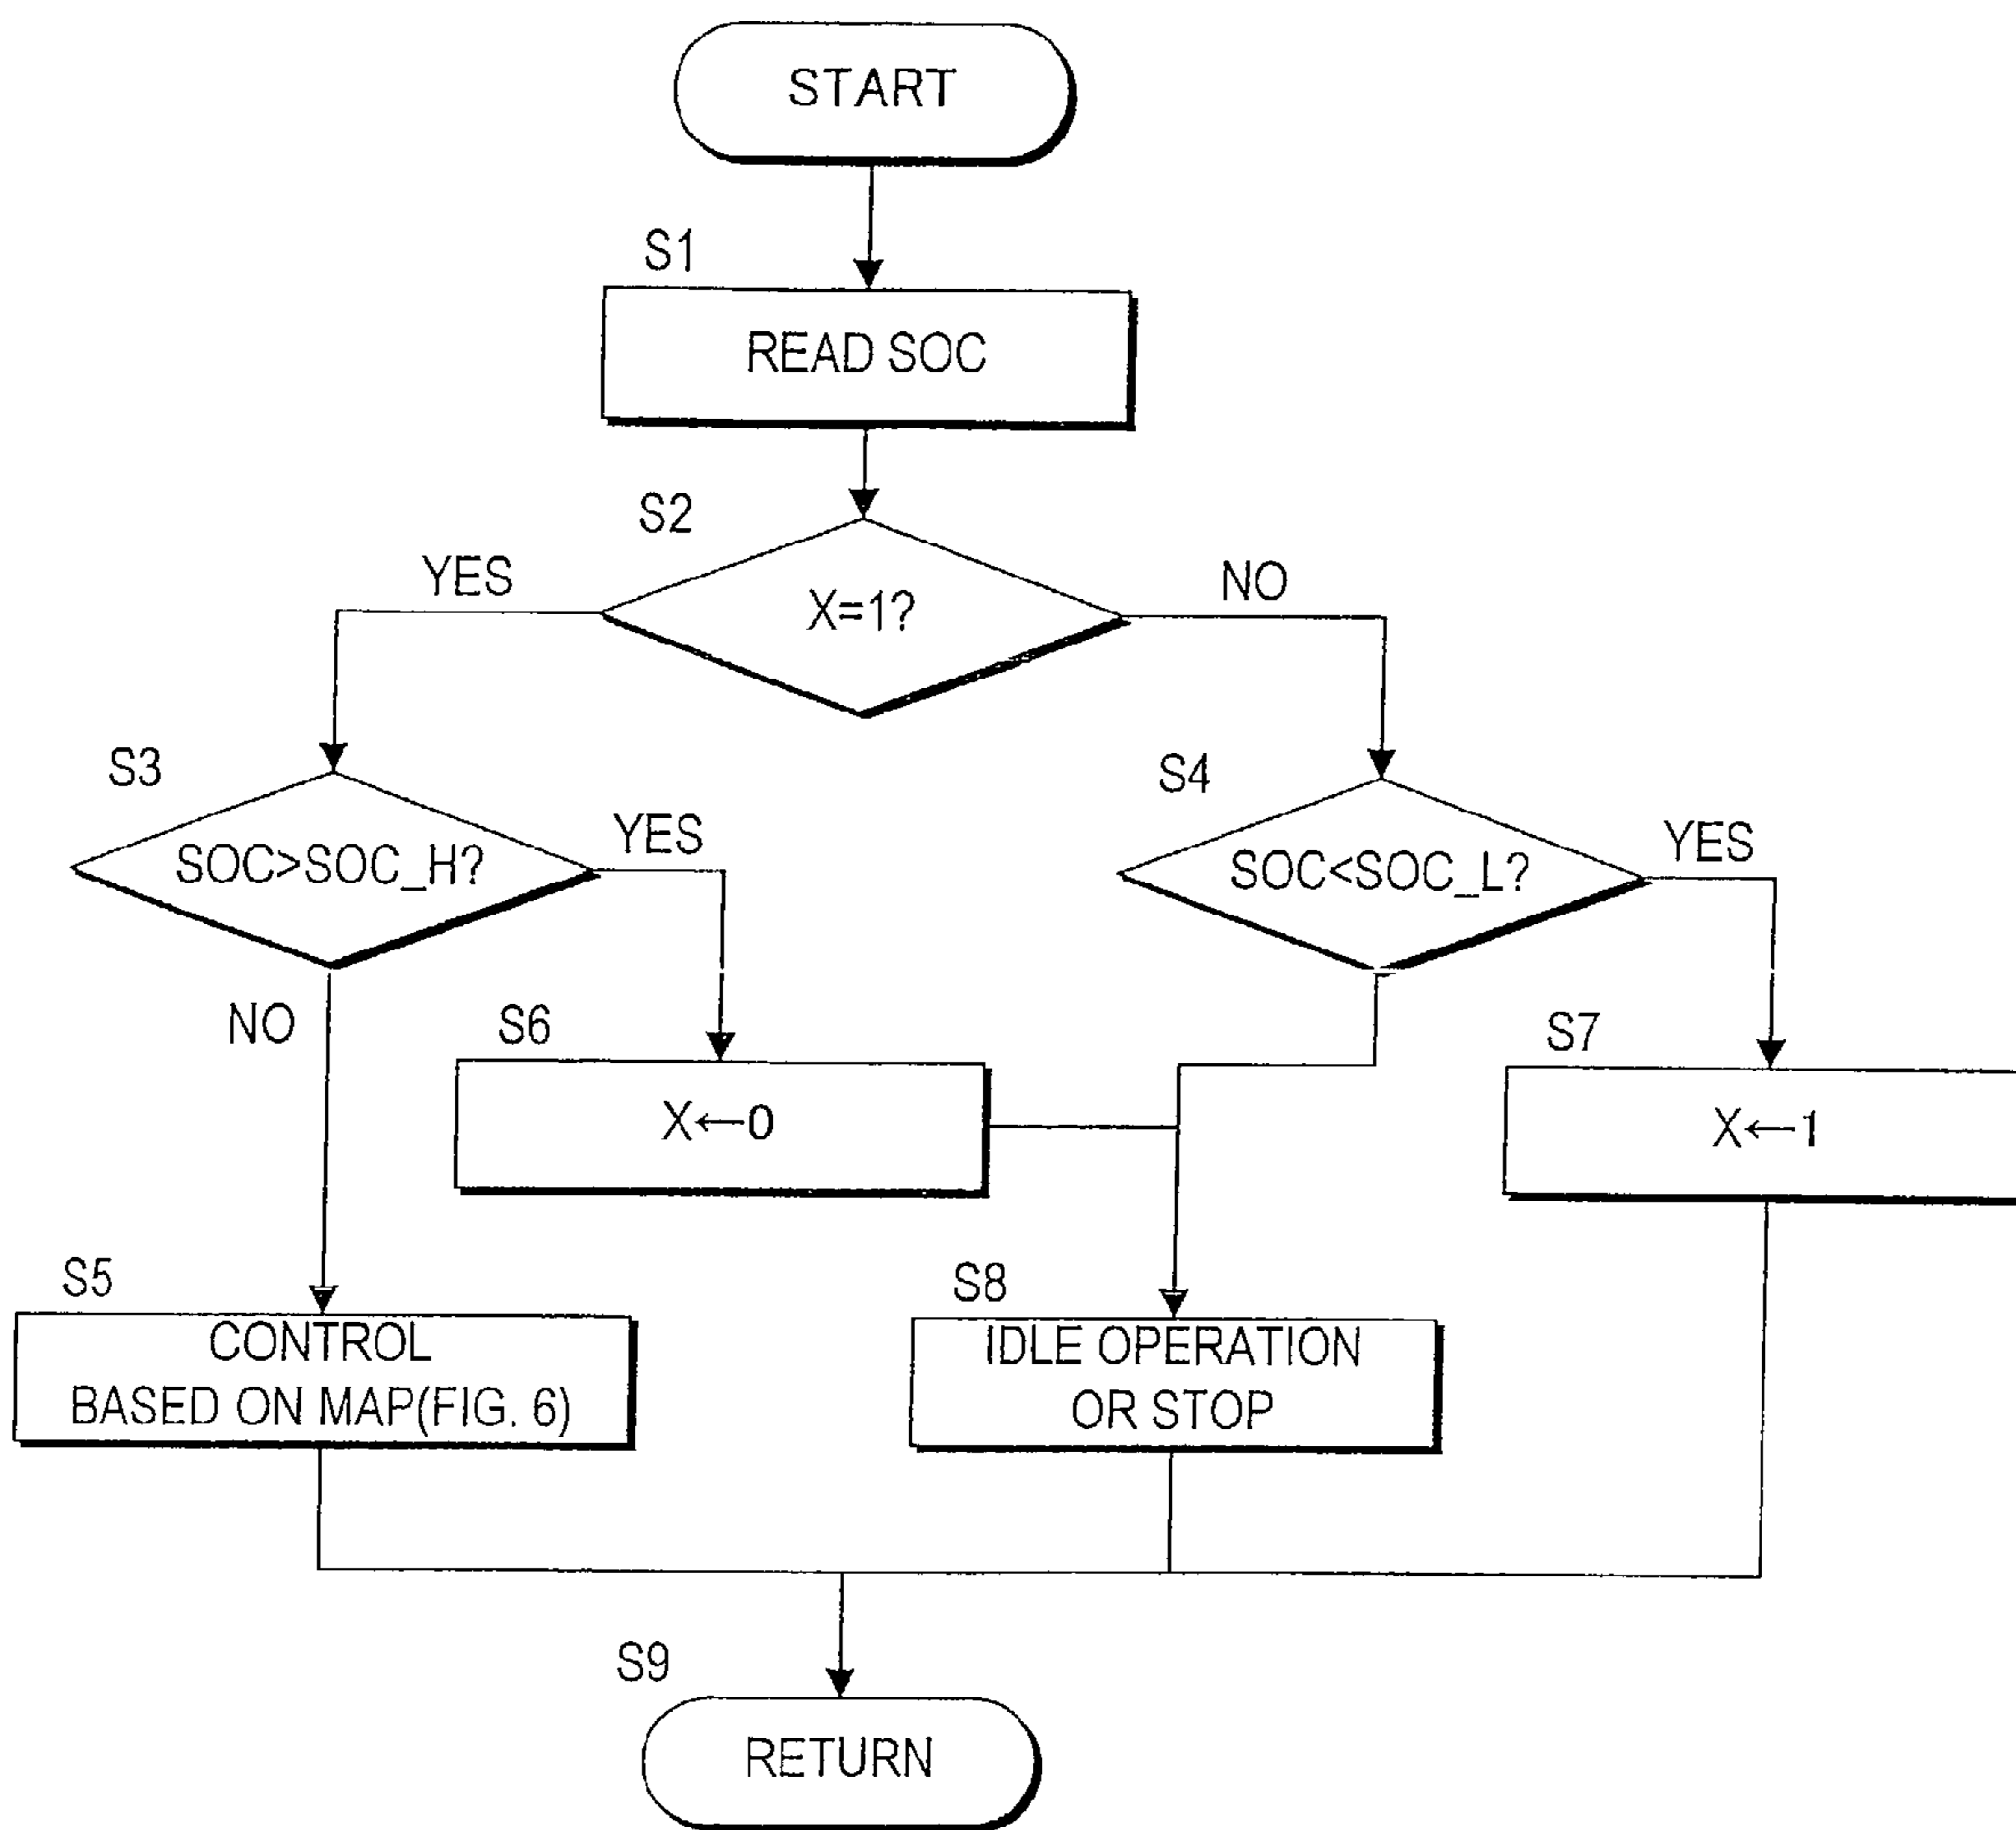 START
S1
READ SOC
S2
YES
X=1?
NO
S3
SOC>SOC_H?
YES
S4
SOC<SOC_L?
YES
NO
S6
X←0
S7
X←1
S5
CONTROL
BASED ON MAP(FIG. 6)
S8
IDLE OPERATION
OR STOP
S9
RETURN